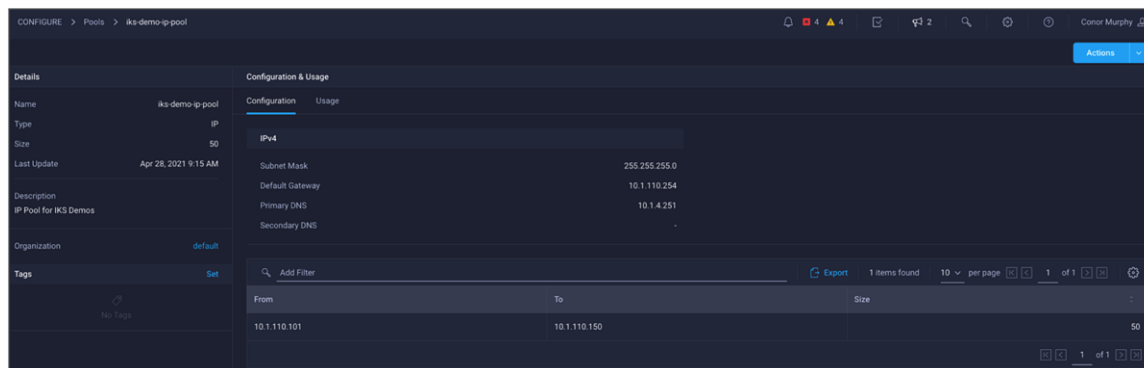 CONFIGURE > Pools > iks-demo-ip-pool
4 4 2 Conor Murphy
Actions
Details
Name iks-demo-ip-pool
Type IP
Size 50
Last Update Apr 28, 2021 9:15 AM
Description
IP Pool for IKS Demos
Organization default
Tags Set
No Tags
Configuration & Usage
Configuration Usage
IPv4
Subnet Mask 255.255.255.0
Default Gateway 10.1.110.254
Primary DNS 10.1.4.251
Secondary DNS -
Add Filter Export 1 items found 10 per page 1 of 1
From To Size
10.1.110.101 10.1.110.150 50
1 of 1